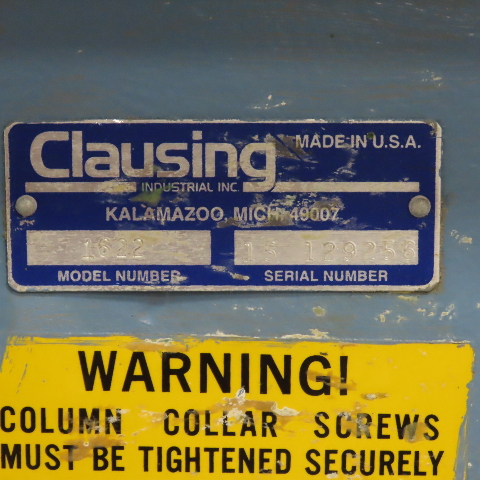 Clausing
MADE IN U.S.A.
INDUSTRIAL INC.
KALAMAZOO, MICH. 49007
1822
MODEL NUMBER
SERIAL NUMBER
WARNING!
COLUMN COLLAR SCREWS
MUST BE TIGHTENED SECURELY